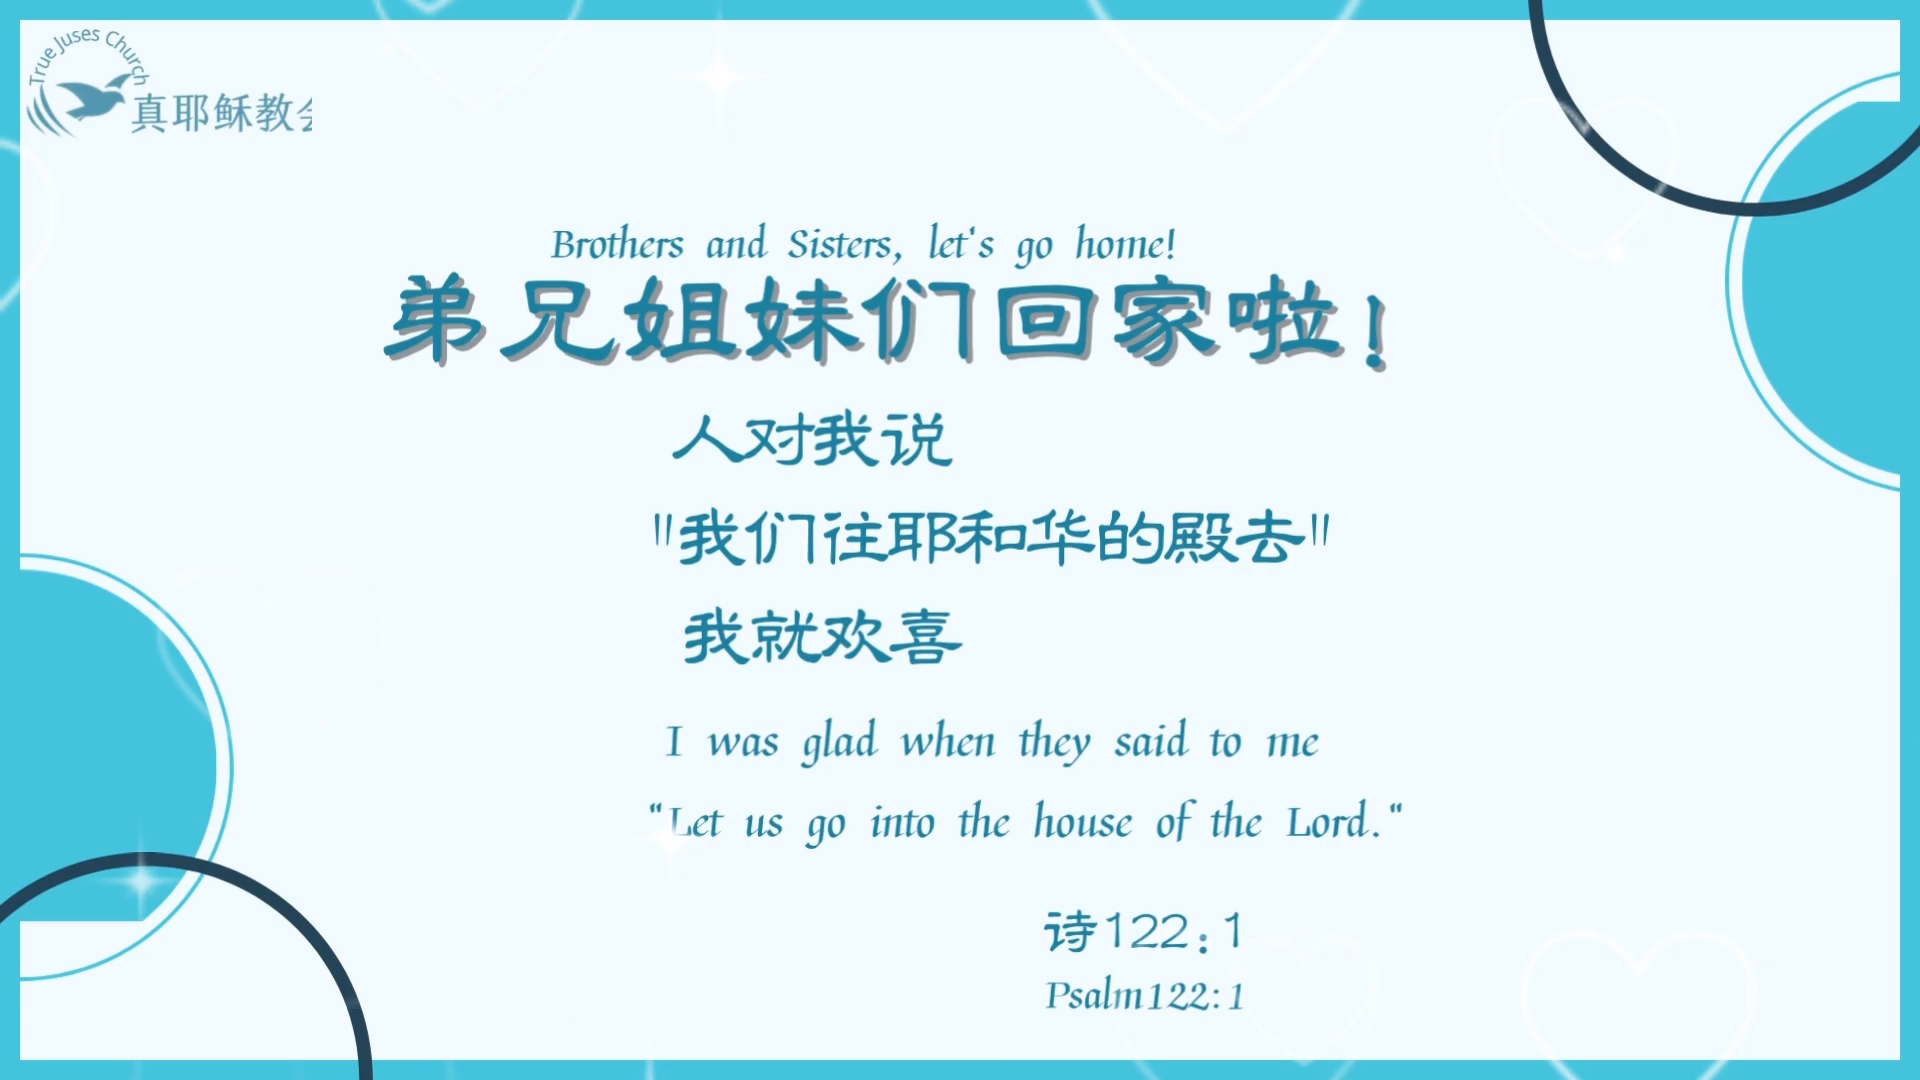 True Juses Church
真耶稣教会
Brothers and Sisters, let's go home!
弟兄姐妹们回家啦！
人对我说
"我们往耶和华的殿去"
我就欢喜
I was glad when they said to me
"Let us go into the house of the Lord."
诗122：1
Psalm122:1